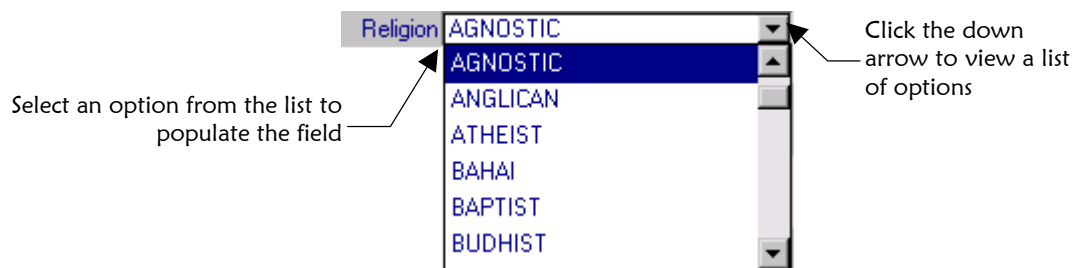 Religion AGNOSTIC
AGNOSTIC
ANGLICAN
ATHEIST
BAHAI
BAPTIST
BUDHIST
Click the down
arrow to view a list
of options
Select an option from the list to
populate the field